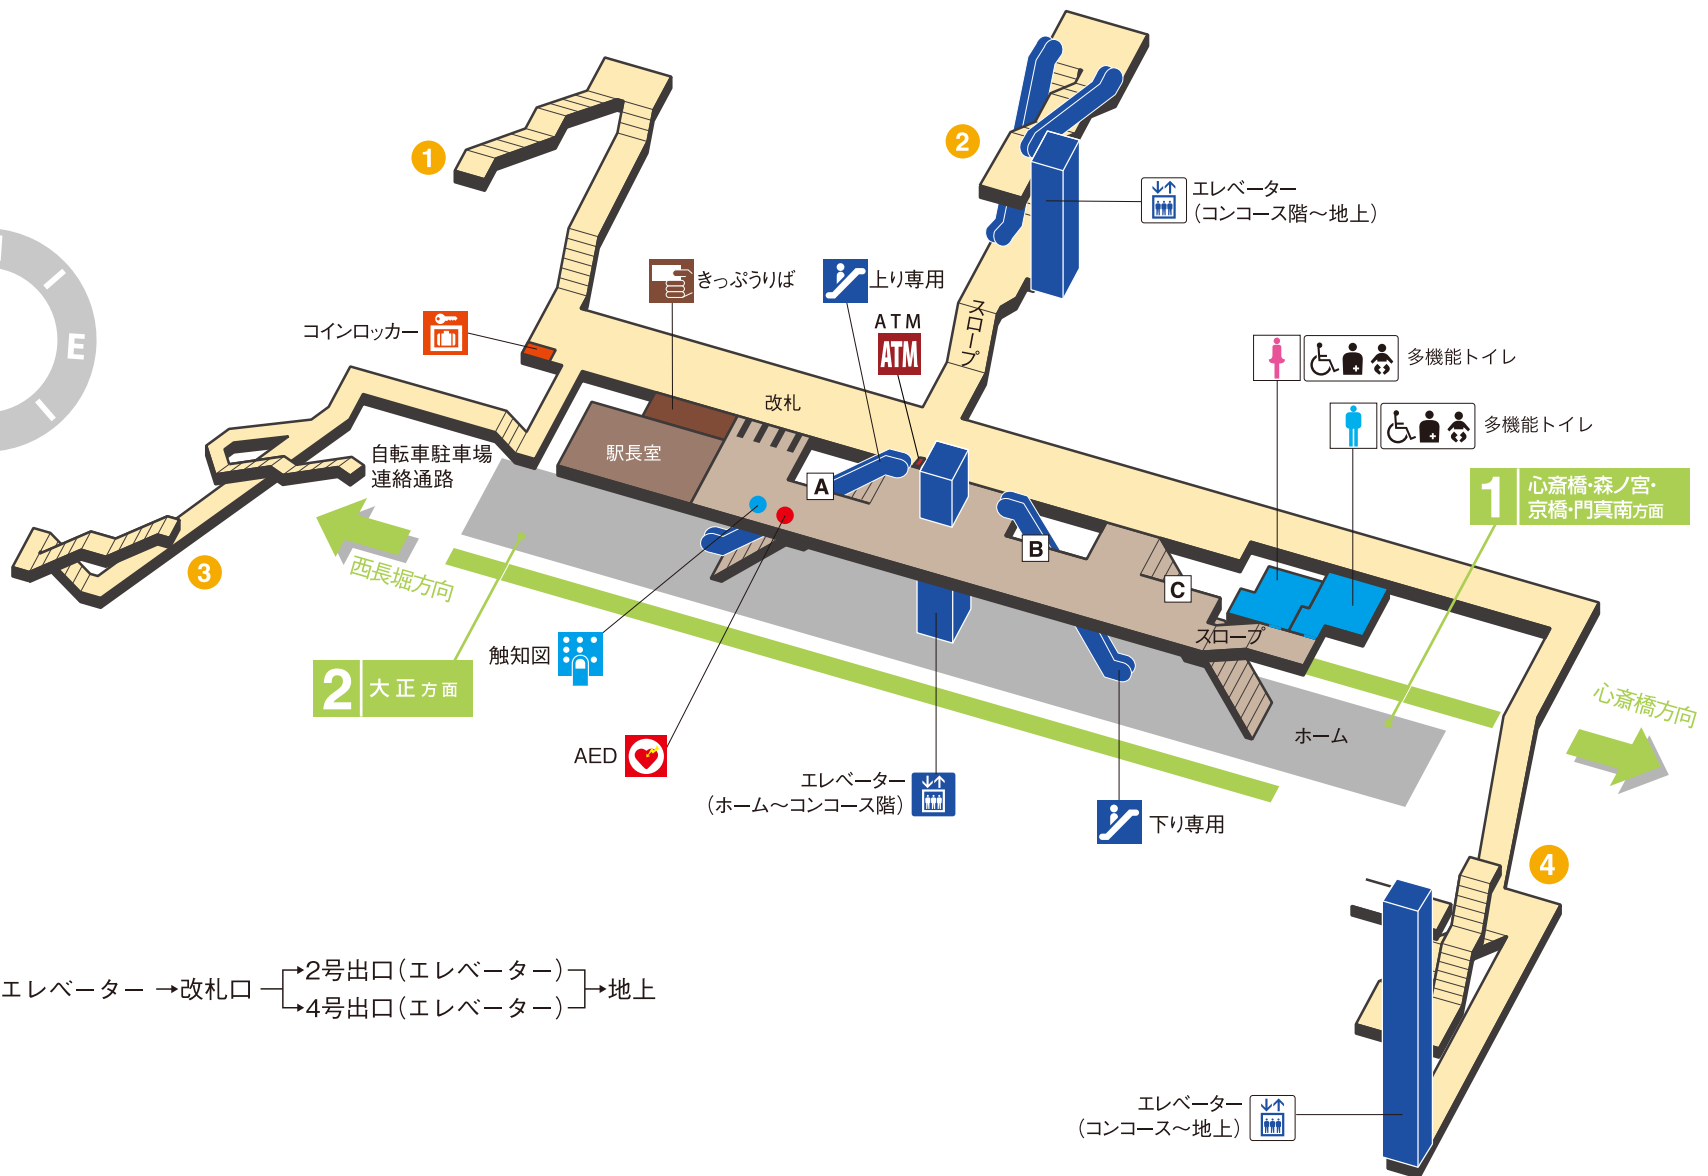 1
2
エレベーター
(コンコース階〜地上)
きっぷうりば
上り専用
ATM
ATM
スロープ
コインロッカー
E
多機能トイレ
多機能トイレ
改札
駅長室
自転車駐車場
連絡通路
A
B
C
1 心斎橋・森ノ宮・
京橋・門真南方面
3
西長堀方向
触知図
スロープ
2 大正方面
心斎橋方向
ホーム
AED
エレベーター
(ホーム〜コンコース階)
下り専用
4
エレベーター →改札口
2号出口(エレベーター)
4号出口(エレベーター)
→地上
エレベーター
(コンコース〜地上)